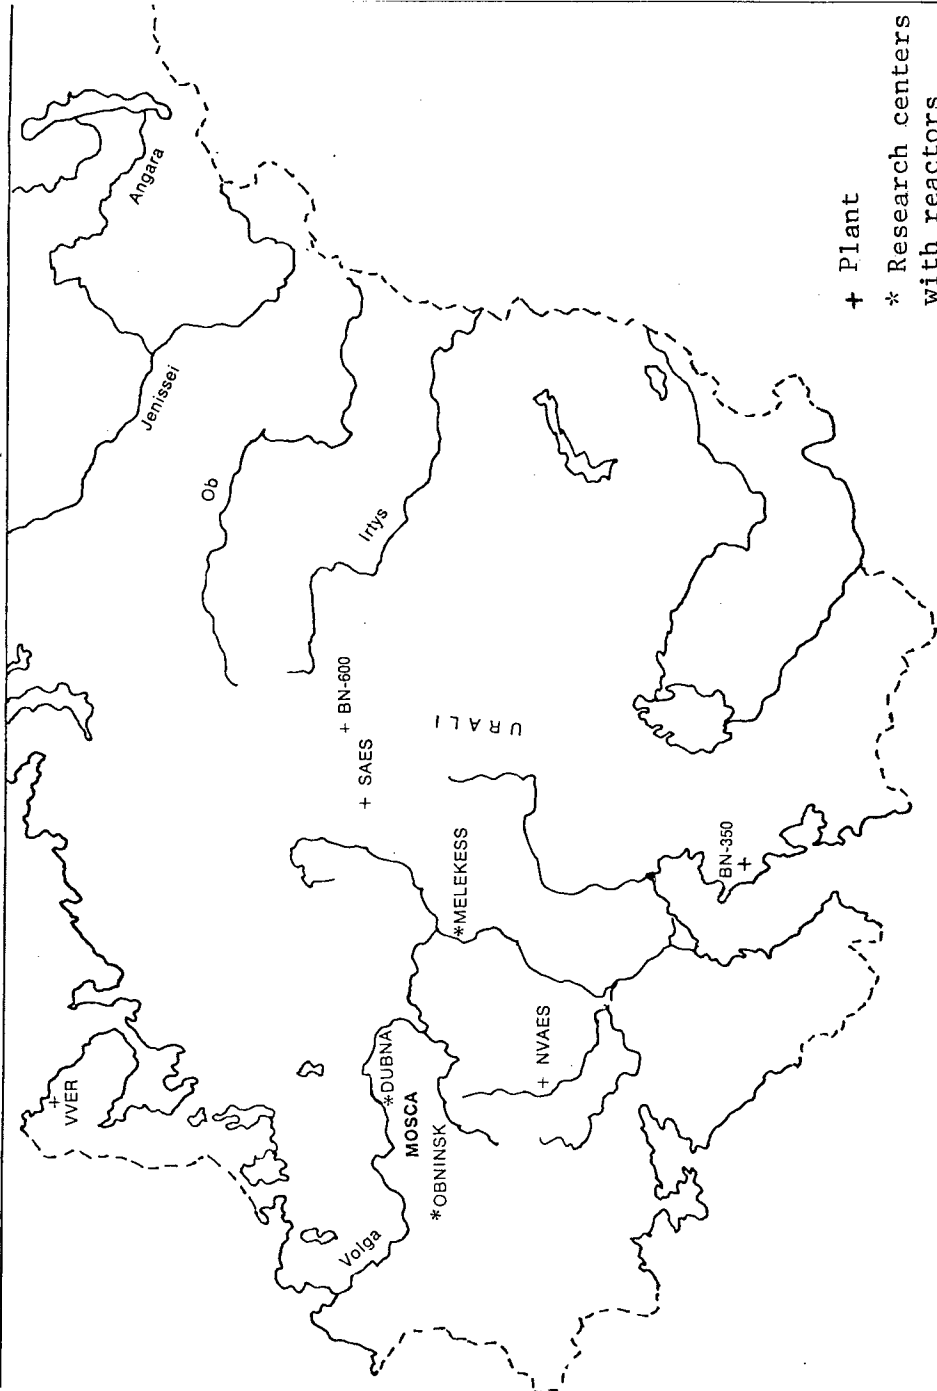 Angara
Jenissei
Ob
Irtys
+ BN-600
+ SAES
URALI
+
VVER
*MELEKESS
*DUBNA
MOSCA
*OBNINSK
Volga
+ NVAES
BN-350
+
+ Plant
* Research centers
with reactors